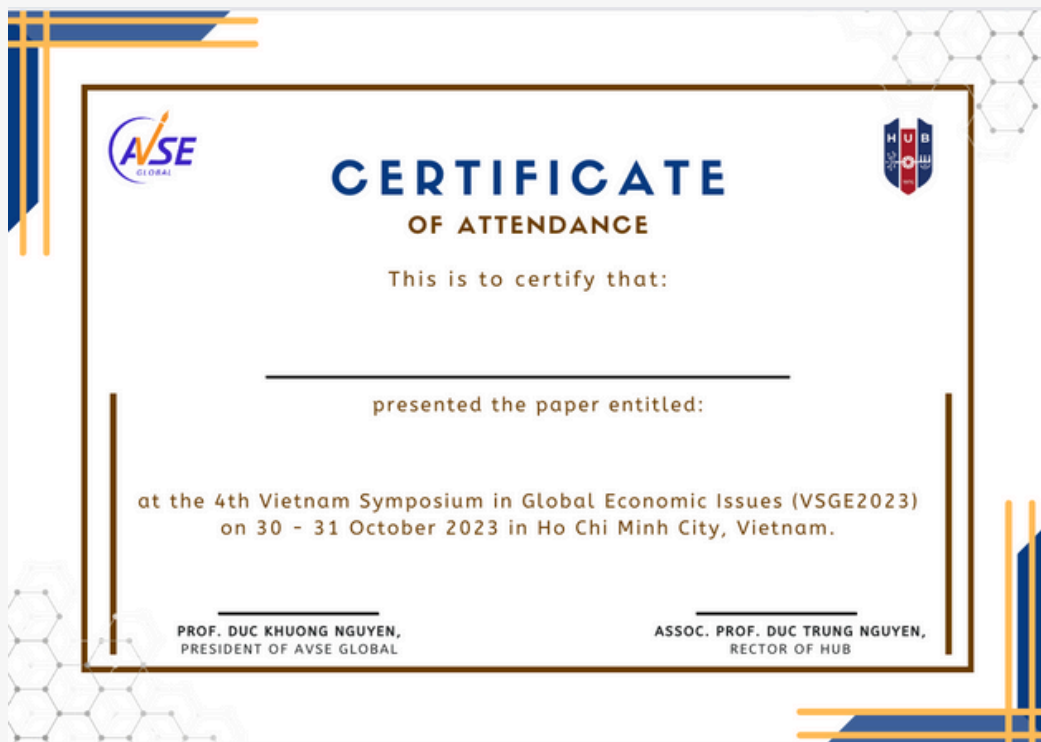 AVSE
GLOBAL
HUB
CERTIFICATE
OF ATTENDANCE
This is to certify that:
presented the paper entitled:
at the 4th Vietnam Symposium in Global Economic Issues (VSGE2023)
on 30 - 31 October 2023 in Ho Chi Minh City, Vietnam.
PROF. DUC KHUONG NGUYEN,
PRESIDENT OF AVSE GLOBAL
ASSOC. PROF. DUC TRUNG NGUYEN,
RECTOR OF HUB